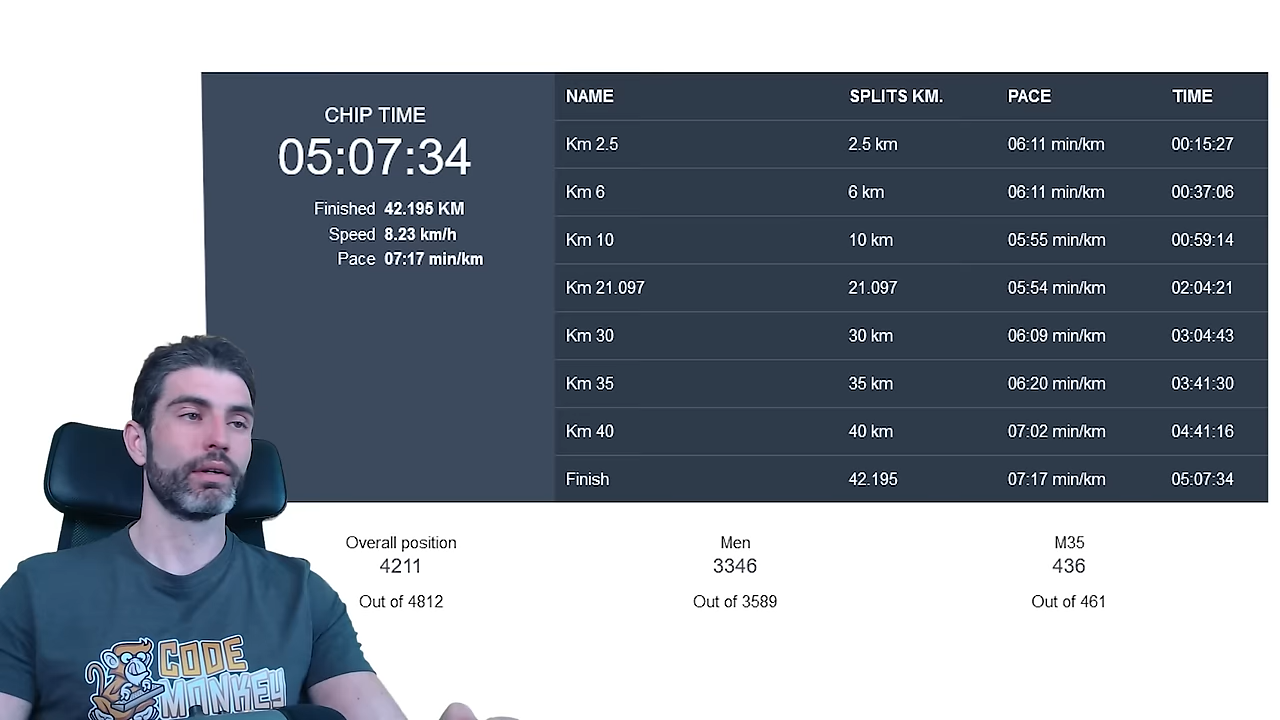 CHIP TIME
05:07:34
Finished 42.195 KM
Speed 8.23 km/h
Pace 07:17 min/km
NAME SPLITS KM. PACE TIME
Km 2.5 2.5 km 06:11 min/km 00:15:27
Km 6 6 km 06:11 min/km 00:37:06
Km 10 10 km 05:55 min/km 00:59:14
Km 21.097 21.097 05:54 min/km 02:04:21
Km 30 30 km 06:09 min/km 03:04:43
Km 35 35 km 06:20 min/km 03:41:30
Km 40 40 km 07:02 min/km 04:41:16
Finish 42.195 07:17 min/km 05:07:34
Overall position Men M35
4211 3346 436
Out of 4812 Out of 3589 Out of 461
CODE
MONKEY